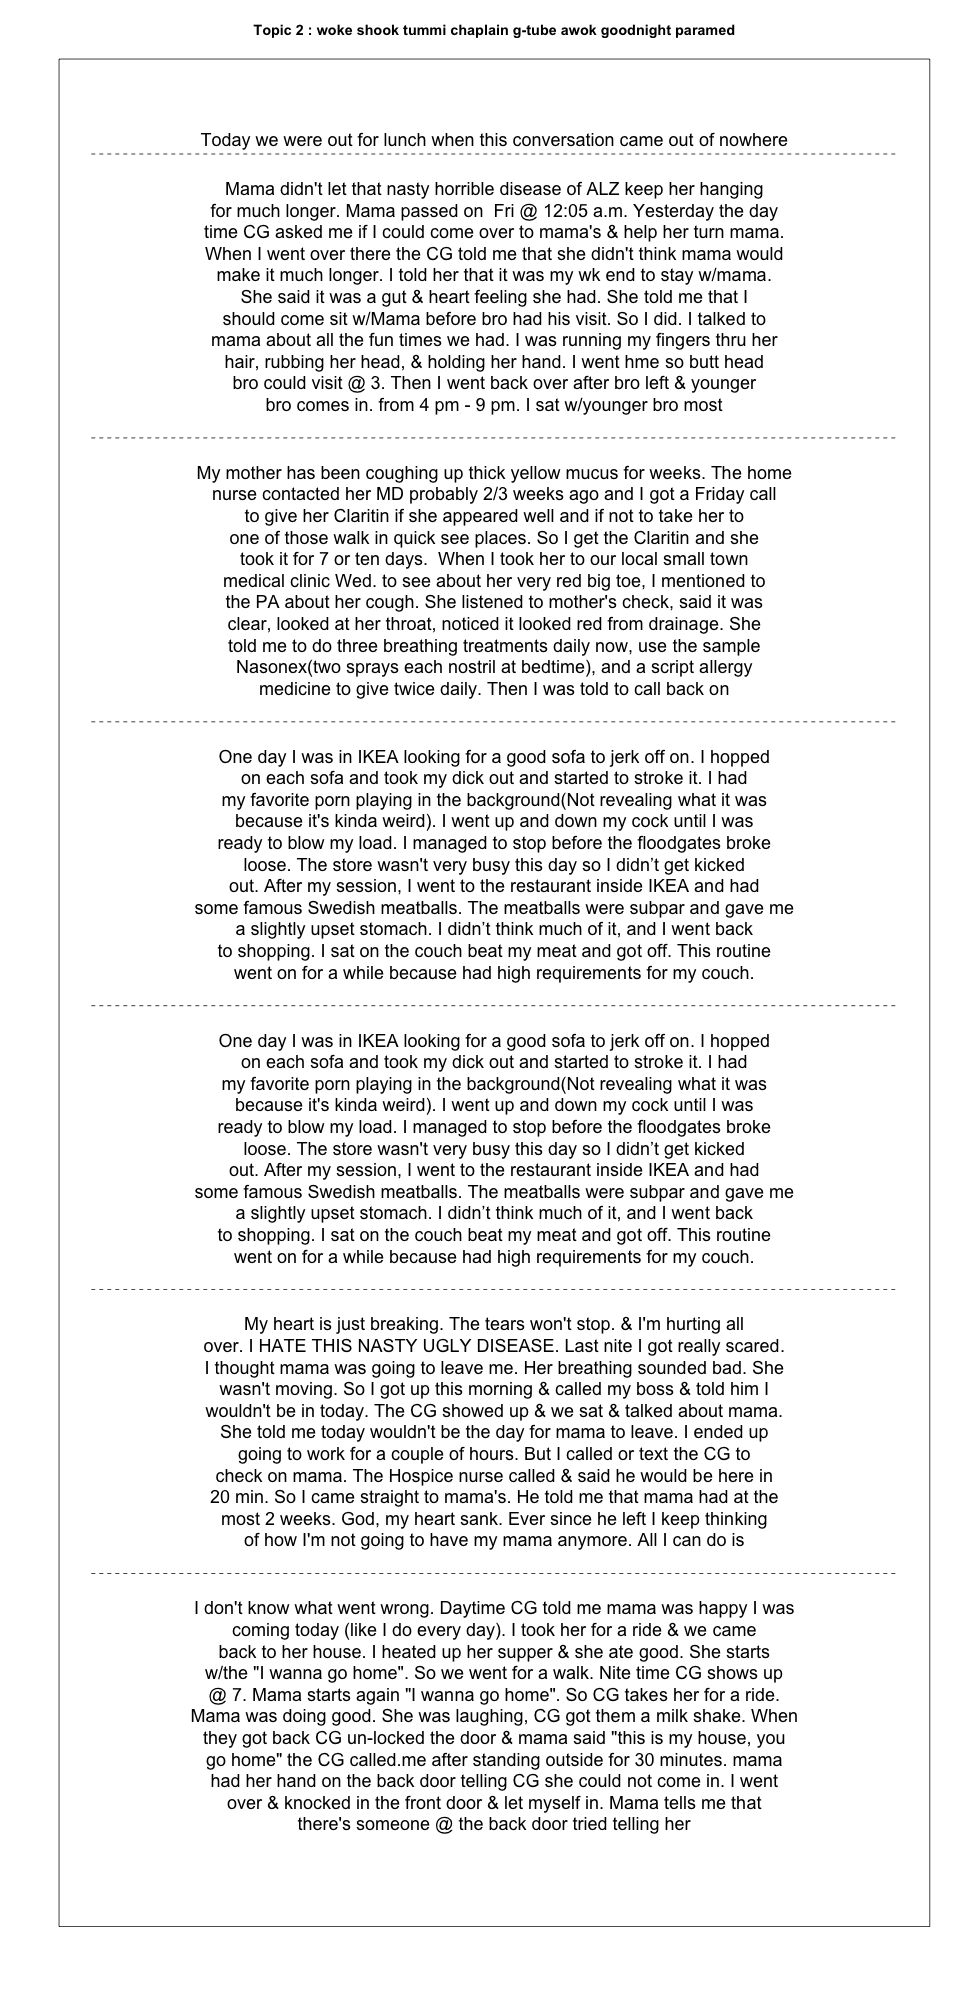 Topic 2 : woke shook tummi chaplain g-tube awok goodnight paramed
Today we were out for lunch when this conversation came out of nowhere
Mama didn't let that nasty horrible disease of ALZ keep her hanging
for much longer. Mama passed on  Fri @ 12:05 a.m. Yesterday the day
time CG asked me if I could come over to mama's & help her turn mama.
When I went over there the CG told me that she didn't think mama would
make it much longer. I told her that it was my wk end to stay w/mama.
She said it was a gut & heart feeling she had. She told me that I
should come sit w/Mama before bro had his visit. So I did. I talked to
mama about all the fun times we had. I was running my fingers thru her
hair, rubbing her head, & holding her hand. I went hme so butt head
bro could visit @ 3. Then I went back over after bro left & younger
bro comes in. from 4 pm - 9 pm. I sat w/younger bro most
My mother has been coughing up thick yellow mucus for weeks. The home
nurse contacted her MD probably 2/3 weeks ago and I got a Friday call
to give her Claritin if she appeared well and if not to take her to
one of those walk in quick see places. So I get the Claritin and she
took it for 7 or ten days.  When I took her to our local small town
medical clinic Wed. to see about her very red big toe, I mentioned to
the PA about her cough. She listened to mother's check, said it was
clear, looked at her throat, noticed it looked red from drainage. She
told me to do three breathing treatments daily now, use the sample
Nasonex(two sprays each nostril at bedtime), and a script allergy
medicine to give twice daily. Then I was told to call back on
One day I was in IKEA looking for a good sofa to jerk off on. I hopped
on each sofa and took my dick out and started to stroke it. I had
my favorite porn playing in the background(Not revealing what it was
because it's kinda weird). I went up and down my cock until I was
ready to blow my load. I managed to stop before the floodgates broke
loose. The store wasn't very busy this day so I didn’t get kicked
out. After my session, I went to the restaurant inside IKEA and had
some famous Swedish meatballs. The meatballs were subpar and gave me
a slightly upset stomach. I didn’t think much of it, and I went back
to shopping. I sat on the couch beat my meat and got off. This routine
went on for a while because had high requirements for my couch.
One day I was in IKEA looking for a good sofa to jerk off on. I hopped
on each sofa and took my dick out and started to stroke it. I had
my favorite porn playing in the background(Not revealing what it was
because it's kinda weird). I went up and down my cock until I was
ready to blow my load. I managed to stop before the floodgates broke
loose. The store wasn't very busy this day so I didn’t get kicked
out. After my session, I went to the restaurant inside IKEA and had
some famous Swedish meatballs. The meatballs were subpar and gave me
a slightly upset stomach. I didn’t think much of it, and I went back
to shopping. I sat on the couch beat my meat and got off. This routine
went on for a while because had high requirements for my couch.
My heart is just breaking. The tears won't stop. & I'm hurting all
over. I HATE THIS NASTY UGLY DISEASE. Last nite I got really scared.
I thought mama was going to leave me. Her breathing sounded bad. She
wasn't moving. So I got up this morning & called my boss & told him I
wouldn't be in today. The CG showed up & we sat & talked about mama.
She told me today wouldn't be the day for mama to leave. I ended up
going to work for a couple of hours. But I called or text the CG to
check on mama. The Hospice nurse called & said he would be here in
20 min. So I came straight to mama's. He told me that mama had at the
most 2 weeks. God, my heart sank. Ever since he left I keep thinking
of how I'm not going to have my mama anymore. All I can do is
I don't know what went wrong. Daytime CG told me mama was happy I was
coming today (like I do every day). I took her for a ride & we came
back to her house. I heated up her supper & she ate good. She starts
w/the "I wanna go home". So we went for a walk. Nite time CG shows up
@ 7. Mama starts again "I wanna go home". So CG takes her for a ride.
Mama was doing good. She was laughing, CG got them a milk shake. When
they got back CG un-locked the door & mama said "this is my house, you
go home" the CG called.me after standing outside for 30 minutes. mama
had her hand on the back door telling CG she could not come in. I went
over & knocked in the front door & let myself in. Mama tells me that
there's someone @ the back door tried telling her